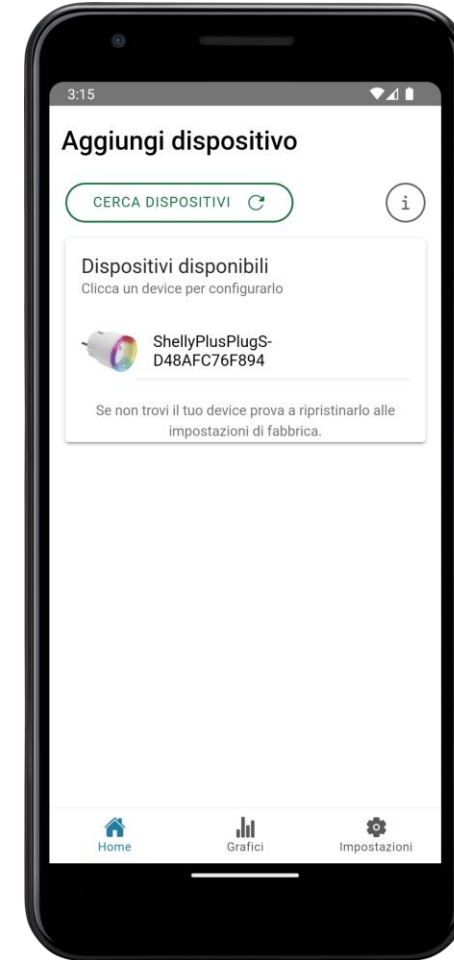 3:15
Aggiungi dispositivo
CERCA DISPOSITIVI
i
Dispositivi disponibili
Clicca un device per configurarlo
ShellyPlusPlugS-
D48AFC76F894
Se non trovi il tuo device prova a ripristinarlo alle
impostazioni di fabbrica.
Home Grafici Impostazioni